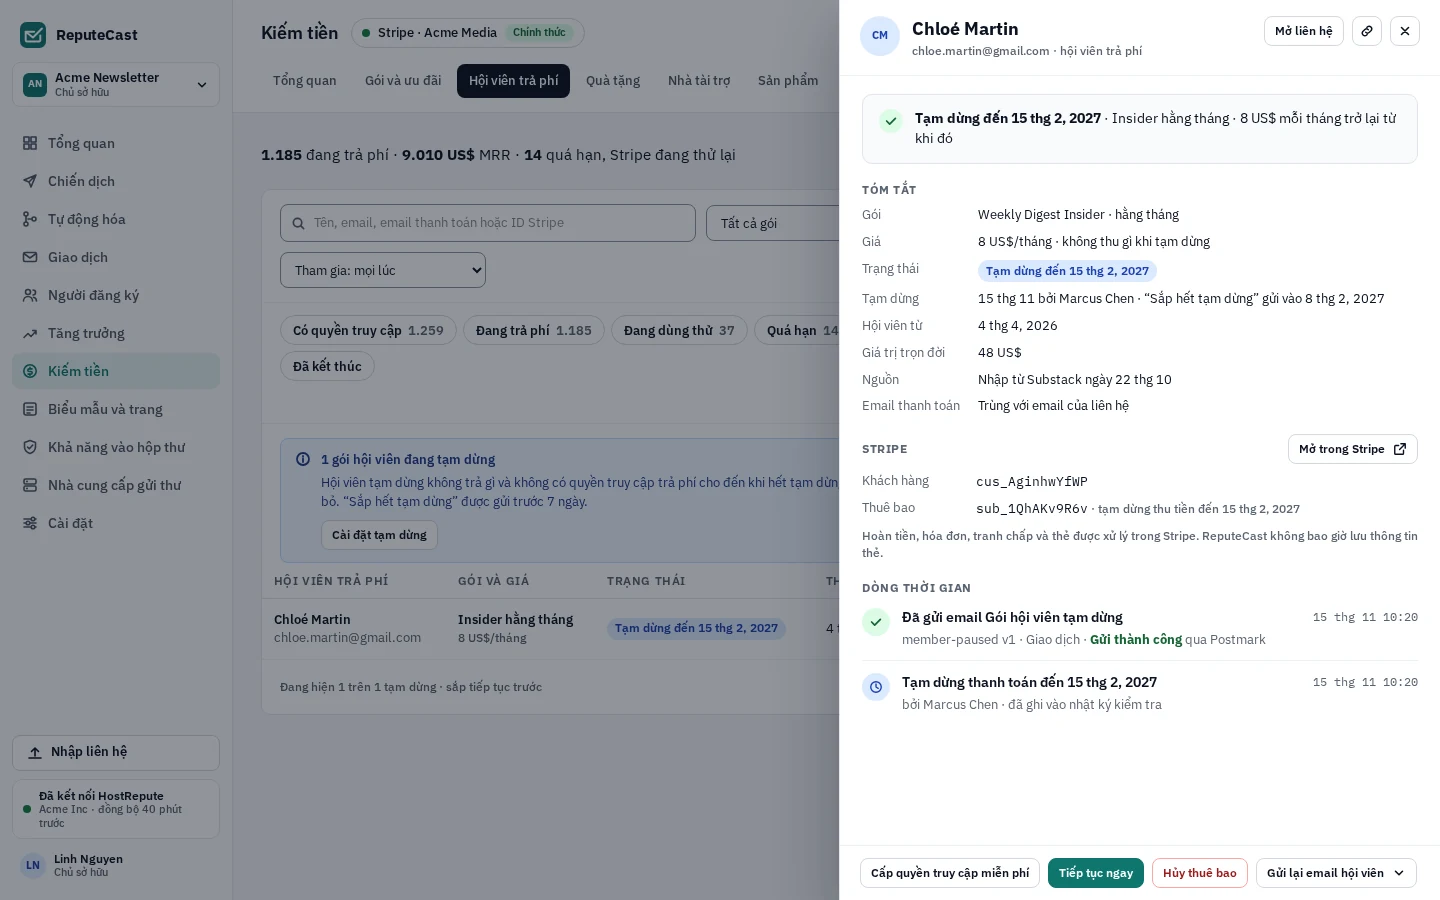 ReputeCast
AN
Acme Newsletter
Chủ sở hữu
Tổng quan
Chiến dịch
Tự động hóa
Giao dịch
Người đăng ký
Tăng trưởng
Kiếm tiền
Biểu mẫu và trang
Khả năng vào hộp thư
Nhà cung cấp gửi thư
Cài đặt
Nhập liên hệ
Đã kết nối HostRepute
Acme Inc · đồng bộ 40 phút
trước
LN
Linh Nguyen
Chủ sở hữu
Kiếm tiền
Stripe · Acme Media
Chính thức
Tổng quan
Gói và ưu đãi
Hội viên trả phí
Quà tặng
Nhà tài trợ
Sản phẩm
1.185 đang trả phí · 9.010 US$ MRR · 14 quá hạn, Stripe đang thử lại
Tên, email, email thanh toán hoặc ID Stripe
Tất cả gói
Tham gia: mọi lúc
Có quyền truy cập 1.259
Đang trả phí 1.185
Đang dùng thử 37
Quá hạn 14
Đã kết thúc
1 gói hội viên đang tạm dừng
Hội viên tạm dừng không trả gì và không có quyền truy cập trả phí cho đến khi hết tạm dừn
bỏ. “Sắp hết tạm dừng” được gửi trước 7 ngày.
Cài đặt tạm dừng
HỘI VIÊN TRẢ PHÍ
GÓI VÀ GIÁ
TRẠNG THÁI
Chloé Martin
chloe.martin@gmail.com
Insider hằng tháng
8 US$/tháng
Tạm dừng đến 15 thg 2, 2027
Đang hiện 1 trên 1 tạm dừng · sắp tiếp tục trước
CM
Chloé Martin
chloe.martin@gmail.com · hội viên trả phí
Mở liên hệ
Tạm dừng đến 15 thg 2, 2027 · Insider hằng tháng · 8 US$ mỗi tháng trở lại từ
khi đó
TÓM TẮT
Gói
Weekly Digest Insider · hằng tháng
Giá
8 US$/tháng · không thu gì khi tạm dừng
Trạng thái
Tạm dừng đến 15 thg 2, 2027
Tạm dừng
15 thg 11 bởi Marcus Chen · “Sắp hết tạm dừng” gửi vào 8 thg 2, 2027
Hội viên từ
4 thg 4, 2026
Giá trị trọn đời
48 US$
Nguồn
Nhập từ Substack ngày 22 thg 10
Email thanh toán
Trùng với email của liên hệ
STRIPE
Mở trong Stripe
Khách hàng
cus_AginhwYfWP
Thuê bao
sub_1QhAKv9R6v · tạm dừng thu tiền đến 15 thg 2, 2027
Hoàn tiền, hóa đơn, tranh chấp và thẻ được xử lý trong Stripe. ReputeCast không bao giờ lưu thông tin
thẻ.
DÒNG THỜI GIAN
Đã gửi email Gói hội viên tạm dừng
15 thg 11 10:20
member-paused v1 · Giao dịch · Gửi thành công qua Postmark
Tạm dừng thanh toán đến 15 thg 2, 2027
15 thg 11 10:20
bởi Marcus Chen · đã ghi vào nhật ký kiểm tra
Cấp quyền truy cập miễn phí
Tiếp tục ngay
Hủy thuê bao
Gửi lại email hội viên